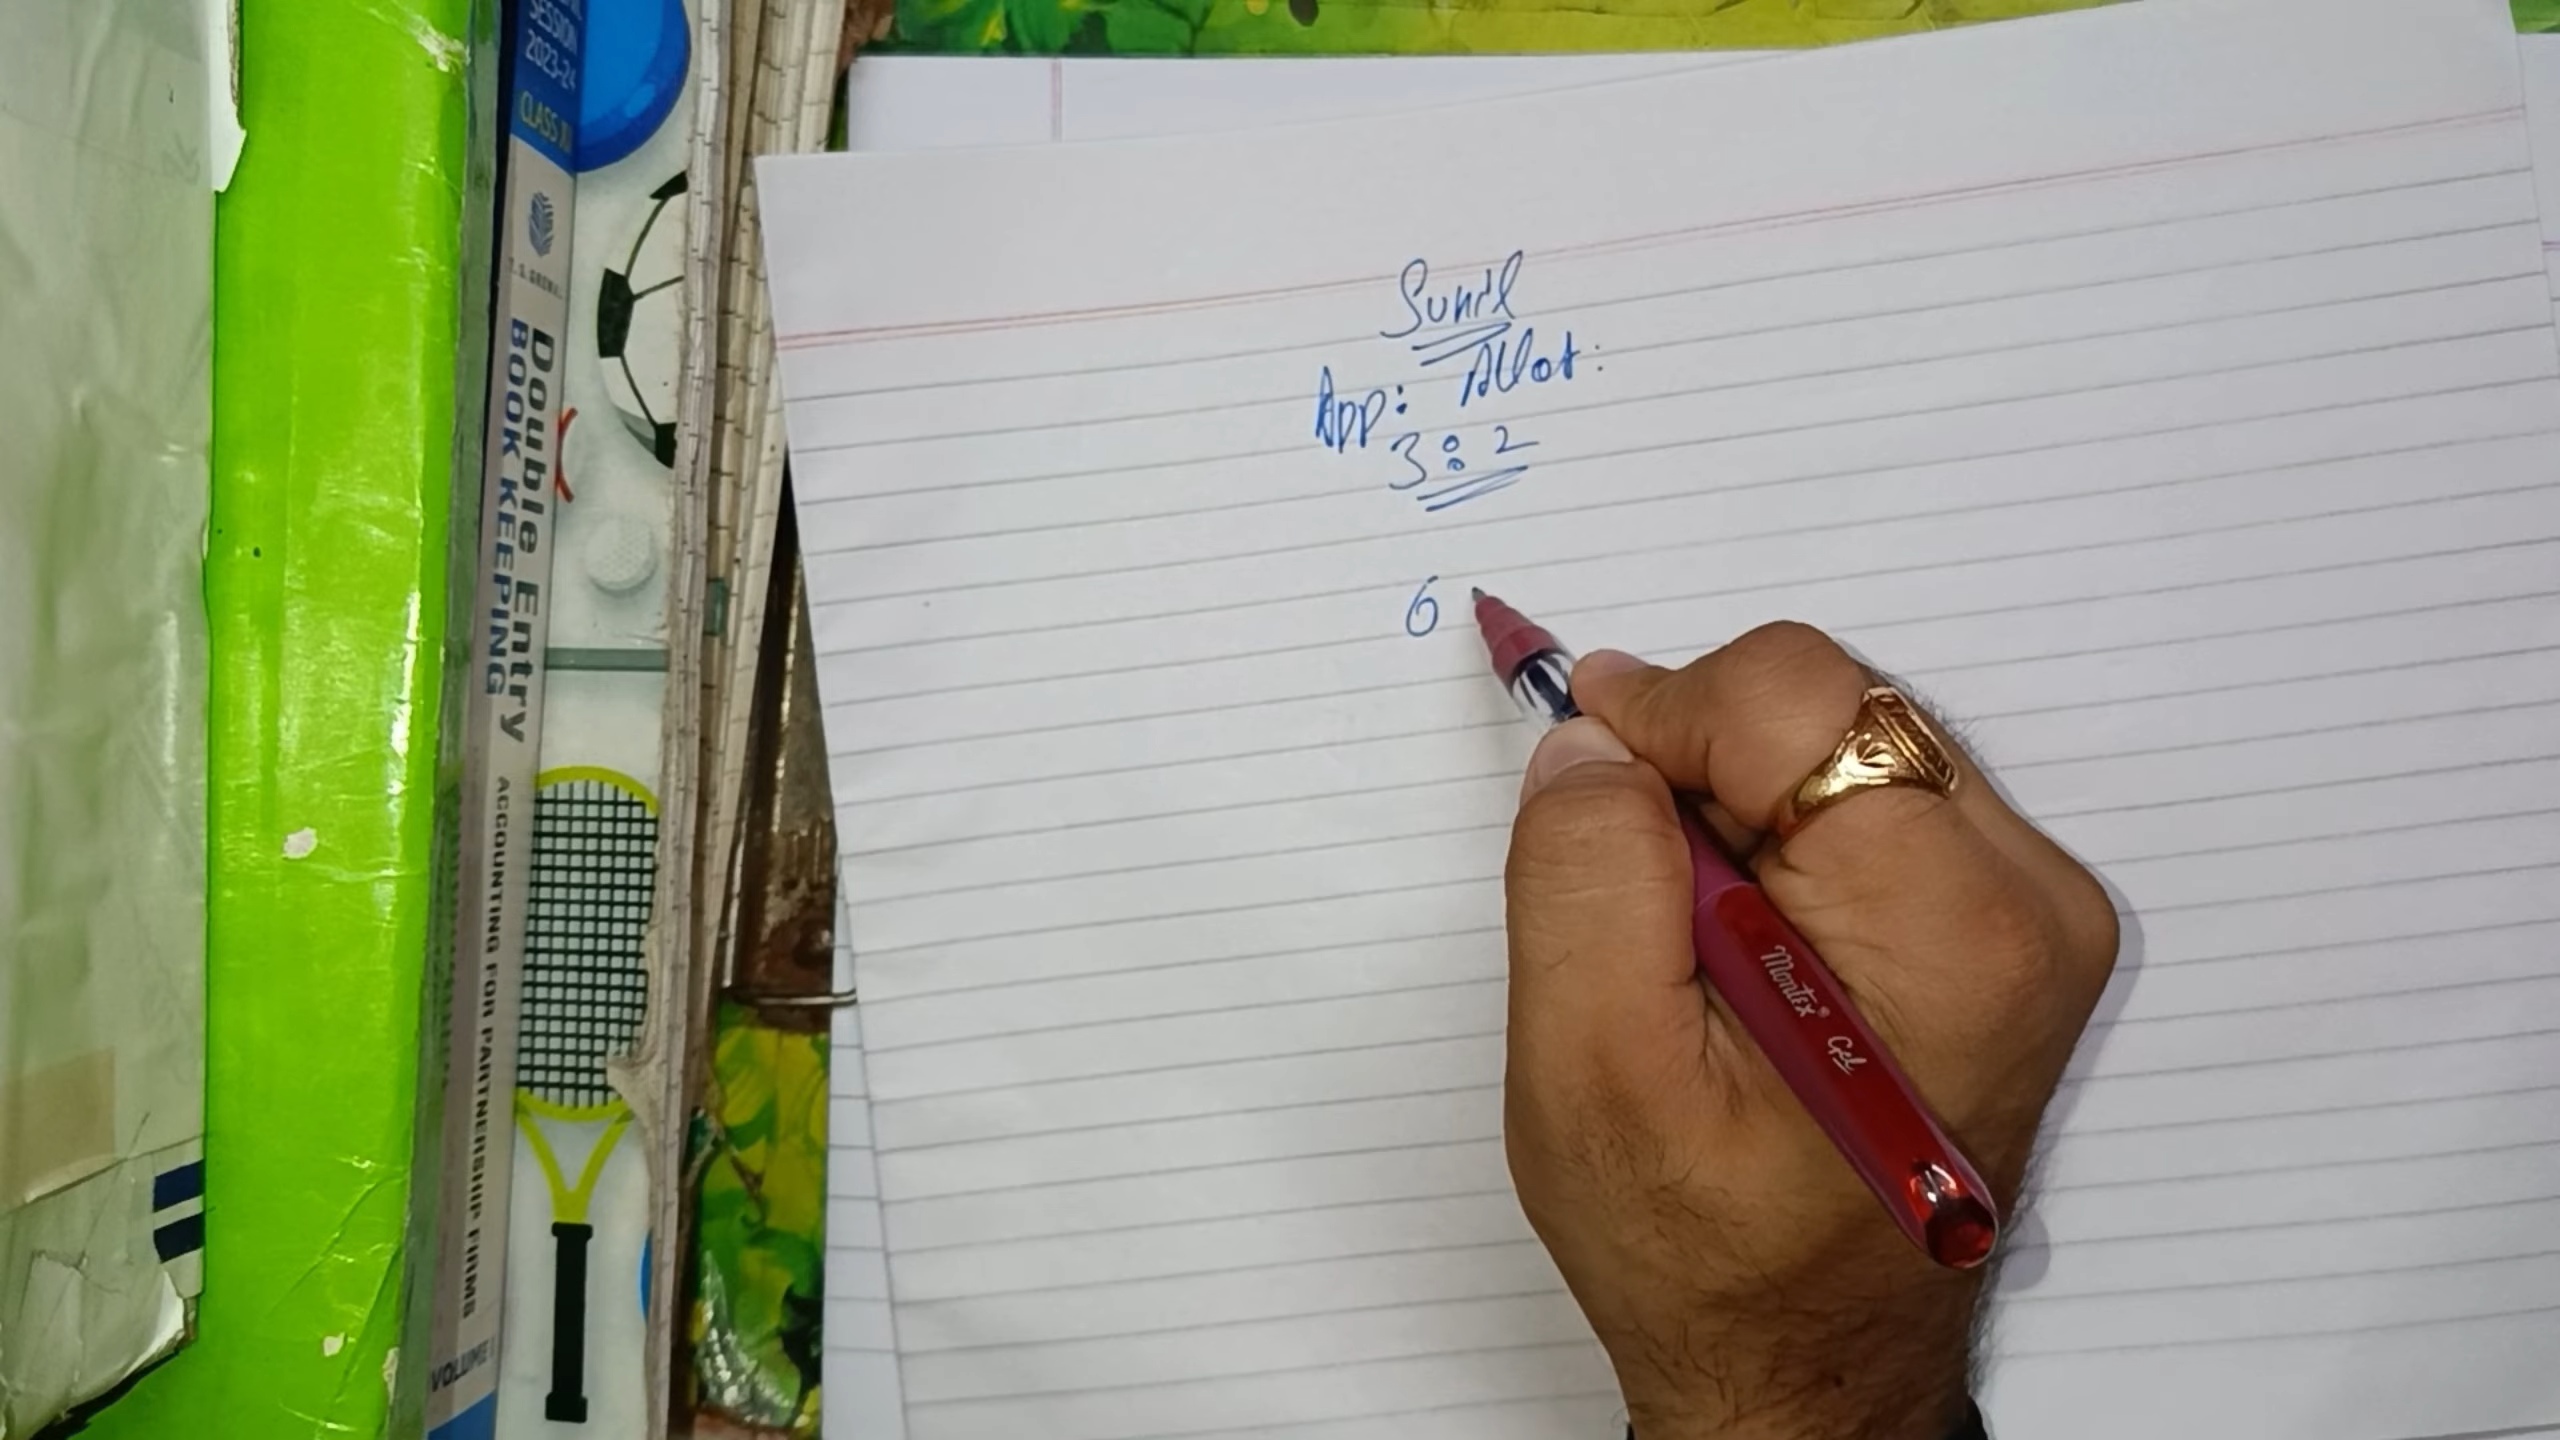 SESSION
2023-24
CLASS XII
T.S. GREWAL
Double Entry
BOOK KEEPING
ACCOUNTING FOR PARTNERSHIP FIRMS
VOLUME I
Sunil
App: Allot:
3:2
6
Montex® Gel